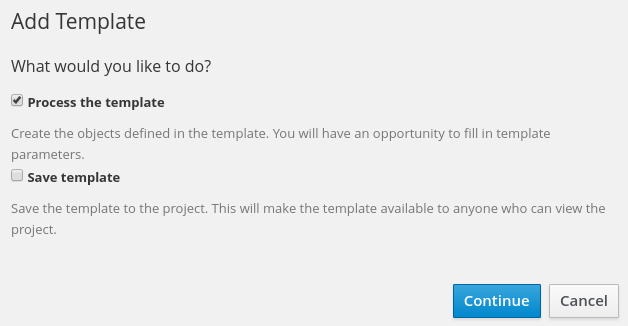 Add Template
What would you like to do?
Process the template
Create the objects defined in the template. You will have an opportunity to fill in template
parameters.
Save template
Save the template to the project. This will make the template available to anyone who can view the
project.
Continue Cancel